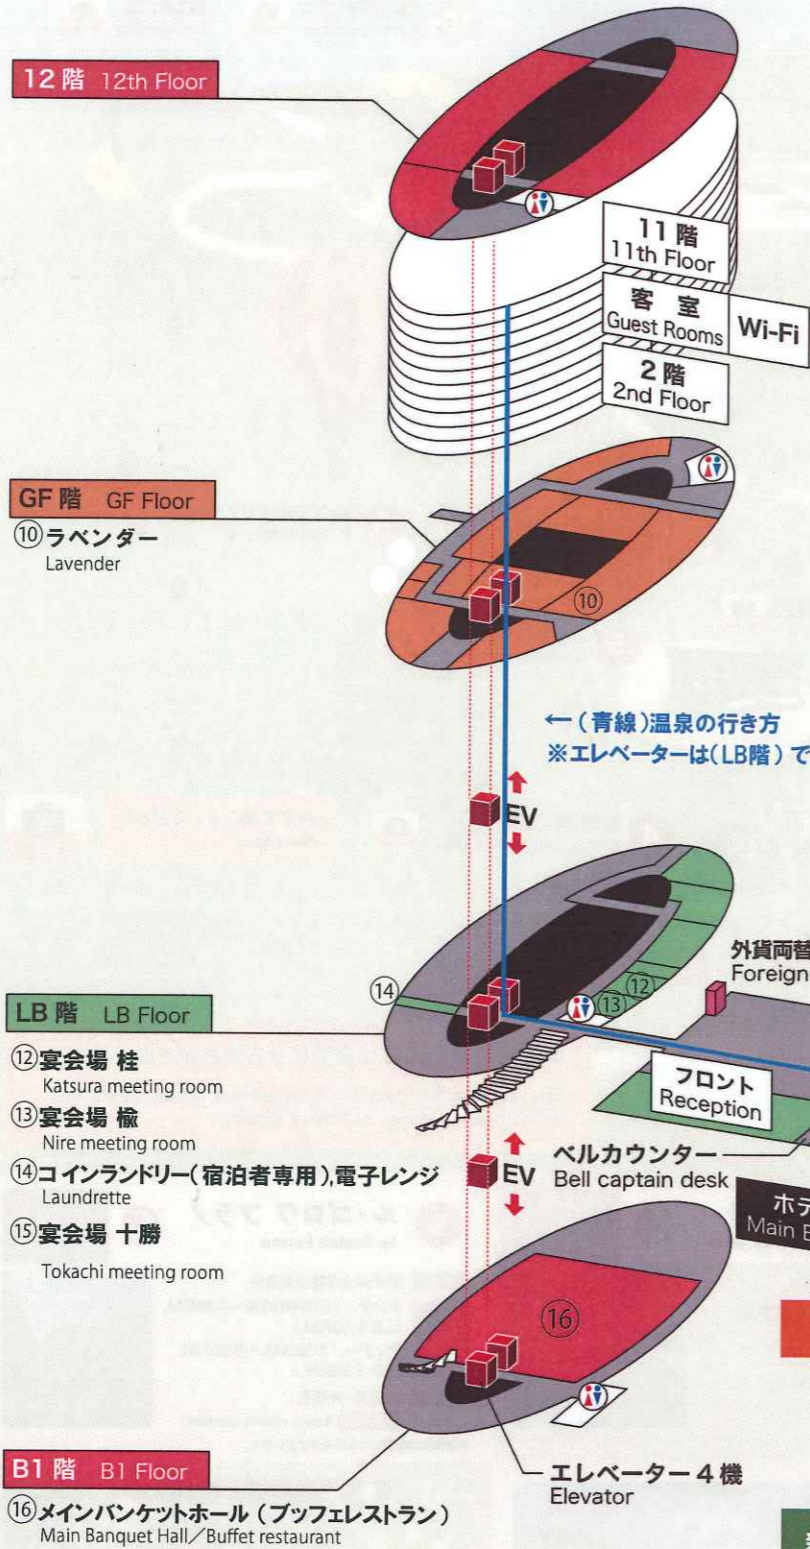 12階 12th Floor
11階
11th Floor
客 室
Guest Rooms
Wi-Fi
2階
2nd Floor
GF階 GF Floor
⑩ラベンダー
Lavender
⑩
←(青線)温泉の行き方
※エレベーターは(LB階)で
EV
外貨両替
Foreign
⑭
⑫
⑬
LB階 LB Floor
⑫宴会場 桂
Katsura meeting room
⑬宴会場 楡
Nire meeting room
⑭コインランドリー(宿泊者専用),電子レンジ
Laundrette
⑮宴会場 十勝
Tokachi meeting room
フロント
Reception
EV
ベルカウンター
Bell captain desk
ホテ
Main
⑯
B1階 B1 Floor
⑯メインバンケットホール(ブッフェレストラン)
Main Banquet Hall/Buffet restaurant
エレベーター4機
Elevator